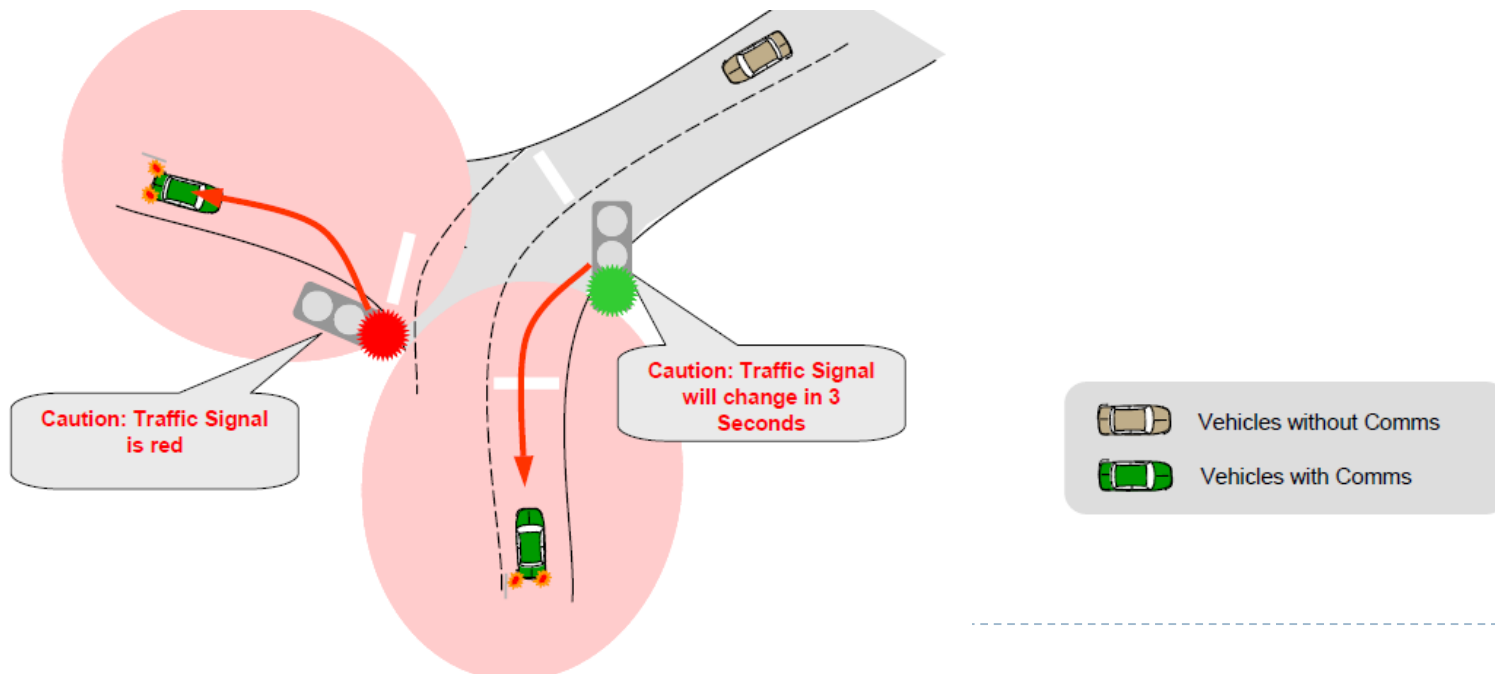 Caution: Traffic Signal
is red
Caution: Traffic Signal
will change in 3
Seconds
Vehicles without Comms
Vehicles with Comms